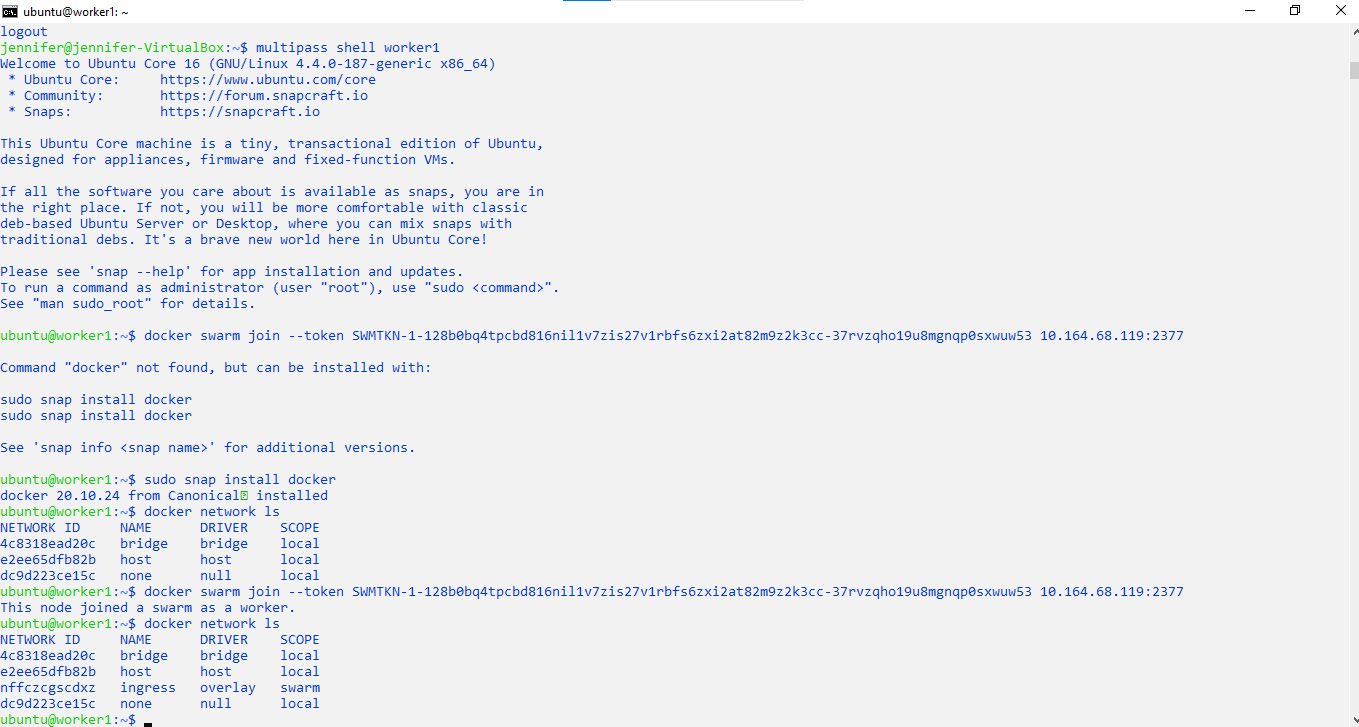 ubuntu@worker1: ~
logout
jennifer@jennifer-VirtualBox:~$ multipass shell worker1
Welcome to Ubuntu Core 16 (GNU/Linux 4.4.0-187-generic x86_64)
 * Ubuntu Core:     https://www.ubuntu.com/core
 * Community:       https://forum.snapcraft.io
 * Snaps:           https://snapcraft.io

This Ubuntu Core machine is a tiny, transactional edition of Ubuntu,
designed for appliances, firmware and fixed-function VMs.

If all the software you care about is available as snaps, you are in
the right place. If not, you will be more comfortable with classic
deb-based Ubuntu Server or Desktop, where you can mix snaps with
traditional debs. It's a brave new world here in Ubuntu Core!

Please see 'snap --help' for app installation and updates.
To run a command as administrator (user "root"), use "sudo <command>".
See "man sudo_root" for details.

ubuntu@worker1:~$ docker swarm join --token SWMTKN-1-128b0bq4tpcbd816nil1v7zis27v1rbfs6zxi2at82m9z2k3cc-37rvzqho19u8mgnqp0sxwuw53 10.164.68.119:2377

Command "docker" not found, but can be installed with:

sudo snap install docker
sudo snap install docker

See 'snap info <snap name>' for additional versions.

ubuntu@worker1:~$ sudo snap install docker
docker 20.10.24 from Canonical installed
ubuntu@worker1:~$ docker network ls
NETWORK ID     NAME      DRIVER    SCOPE
4c8318ead20c   bridge    bridge    local
e2ee65dfb82b   host      host      local
dc9d223ce15c   none      null      local
ubuntu@worker1:~$ docker swarm join --token SWMTKN-1-128b0bq4tpcbd816nil1v7zis27v1rbfs6zxi2at82m9z2k3cc-37rvzqho19u8mgnqp0sxwuw53 10.164.68.119:2377
This node joined a swarm as a worker.
ubuntu@worker1:~$ docker network ls
NETWORK ID     NAME      DRIVER    SCOPE
4c8318ead20c   bridge    bridge    local
e2ee65dfb82b   host      host      local
nffczcgscdxz   ingress   overlay   swarm
dc9d223ce15c   none      null      local
ubuntu@worker1:~$